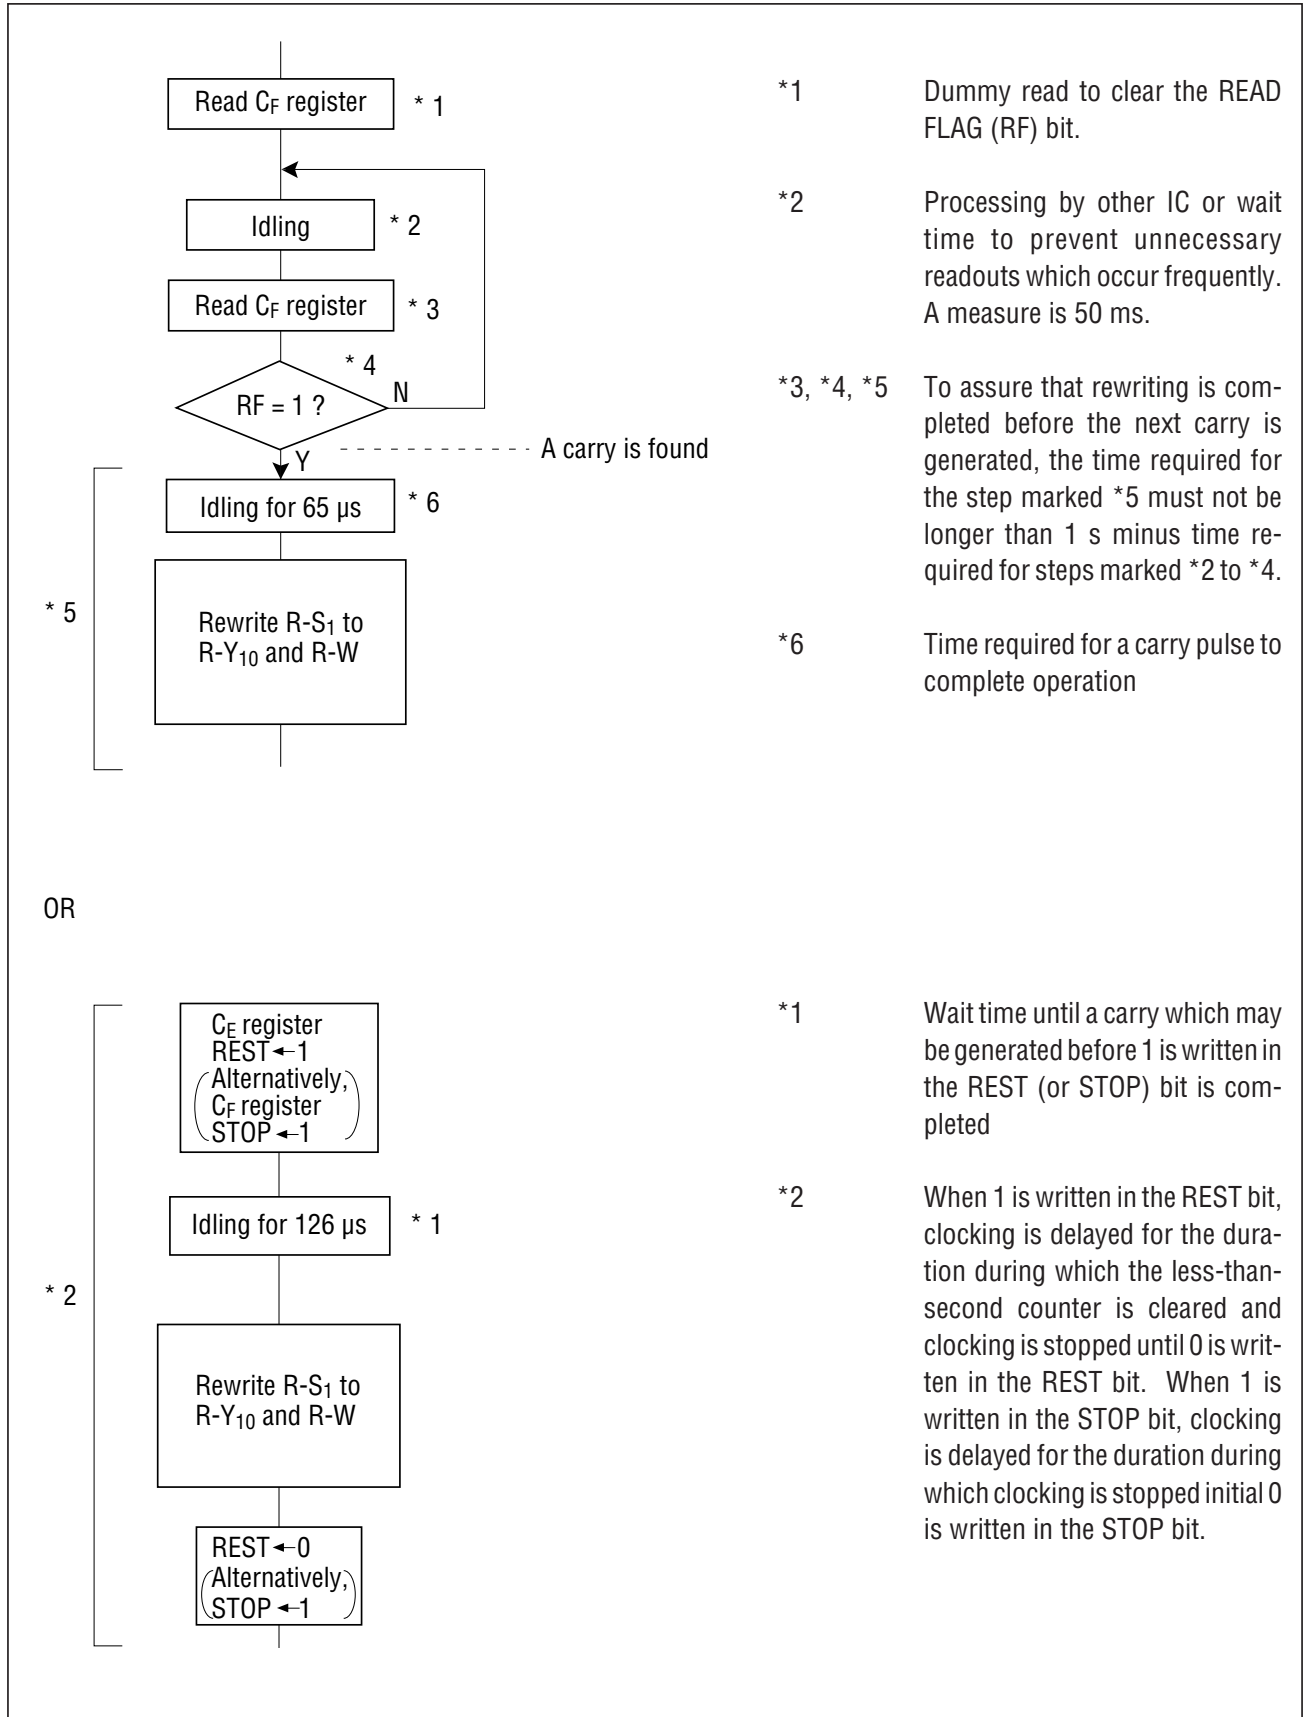 Read CF register * 1
Idling * 2
Read CF register * 3
* 4
RF = 1 ?
N
Y
A carry is found
Idling for 65 µs * 6
* 5
Rewrite R-S1 to
R-Y10 and R-W
*1 Dummy read to clear the READ
FLAG (RF) bit.
*2 Processing by other IC or wait
time to prevent unnecessary
readouts which occur frequently.
A measure is 50 ms.
*3, *4, *5 To assure that rewriting is com-
pleted before the next carry is
generated, the time required for
the step marked *5 must not be
longer than 1 s minus time re-
quired for steps marked *2 to *4.
*6 Time required for a carry pulse to
complete operation
OR
CE register
REST←1
(Alternatively,
CF register
STOP ←1)
Idling for 126 µs * 1
* 2
Rewrite R-S1 to
R-Y10 and R-W
REST←0
(Alternatively,
STOP ←1)
*1 Wait time until a carry which may
be generated before 1 is written in
the REST (or STOP) bit is com-
pleted
*2 When 1 is written in the REST bit,
clocking is delayed for the dura-
tion during which the less-than-
second counter is cleared and
clocking is stopped until 0 is writ-
ten in the REST bit. When 1 is
written in the STOP bit, clocking
is delayed for the duration during
which clocking is stopped initial 0
is written in the STOP bit.